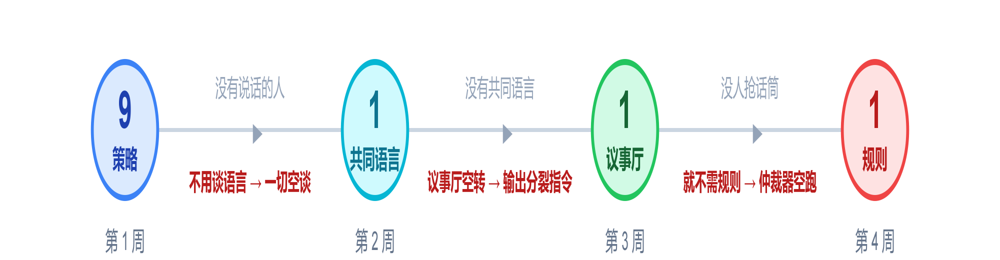 没有说话的人
没有共同语言
没人抢话筒
9
策略
1
共同语言
1
议事厅
1
规则
不用谈语言 → 一切空谈
议事厅空转 → 输出分裂指令
就不需规则 → 仲裁器空跑
第 1 周
第 2 周
第 3 周
第 4 周